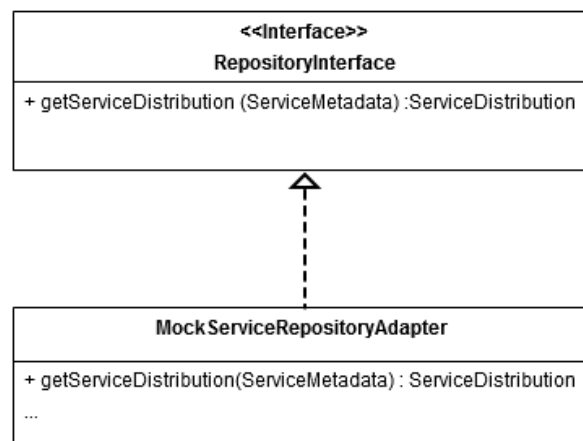 <<Interface>>
RepositoryInterface
+ getServiceDistribution (ServiceMetadata) :ServiceDistribution
MockServiceRepositoryAdapter
+ getServiceDistribution(ServiceMetadata) : ServiceDistribution
...